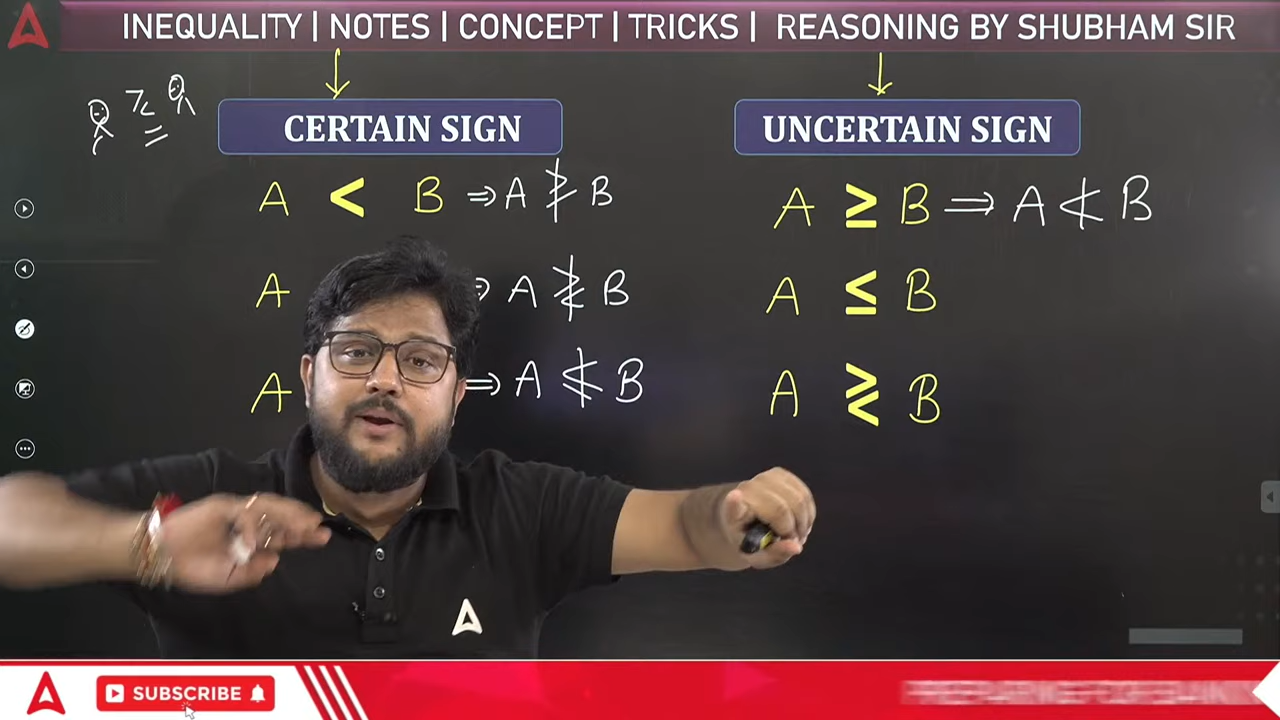 INEQUALITY | NOTES | CONCEPT | TRICKS | REASONING BY SHUBHAM SIR
≥
CERTAIN SIGN
A < B ⇒ A ≯ B
A ⇒ A ≹ B
A ⇒ A ≮ B
UNCERTAIN SIGN
A ≥ B ⇒ A ≮ B
A ≤ B
A ≷ B
SUBSCRIBE